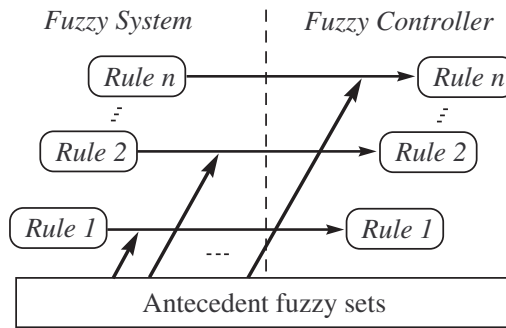 Fuzzy System Fuzzy Controller
Rule n Rule n
Rule 2 Rule 2
Rule 1 Rule 1
Antecedent fuzzy sets